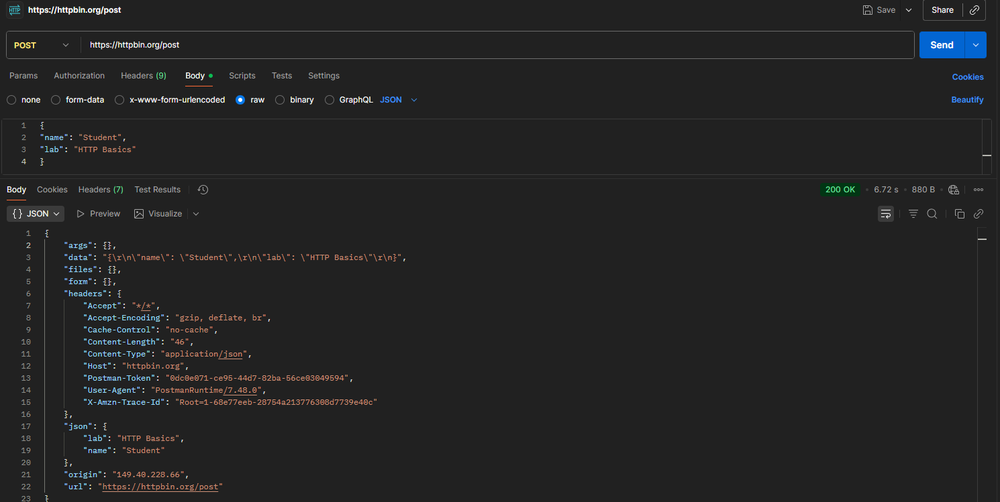 HTTP https://httpbin.org/post Save Share
POST https://httpbin.org/post Send
Params Authorization Headers (9) Body Scripts Tests Settings Cookies
none form-data x-www-form-urlencoded raw binary GraphQL JSON Beautify
1 {
2 "name": "Student",
3 "lab": "HTTP Basics"
4 }
Body Cookies Headers (7) Test Results 200 OK • 6.72 s • 880 B •
{} JSON Preview Visualize
1 {
2 "args": {},
3 "data": "{\r\n\"name\": \"Student\",\r\n\"lab\": \"HTTP Basics\"\r\n}",
4 "files": {},
5 "form": {},
6 "headers": {
7 "Accept": "*/*",
8 "Accept-Encoding": "gzip, deflate, br",
9 "Cache-Control": "no-cache",
10 "Content-Length": "46",
11 "Content-Type": "application/json",
12 "Host": "httpbin.org",
13 "Postman-Token": "0dc0e071-ce95-44d7-82ba-56ce03049594",
14 "User-Agent": "PostmanRuntime/7.48.0",
15 "X-Amzn-Trace-Id": "Root=1-68e77eeb-28754a213776308d7739e40c"
16 },
17 "json": {
18 "lab": "HTTP Basics",
19 "name": "Student"
20 },
21 "origin": "149.40.228.66",
22 "url": "https://httpbin.org/post"
23 }